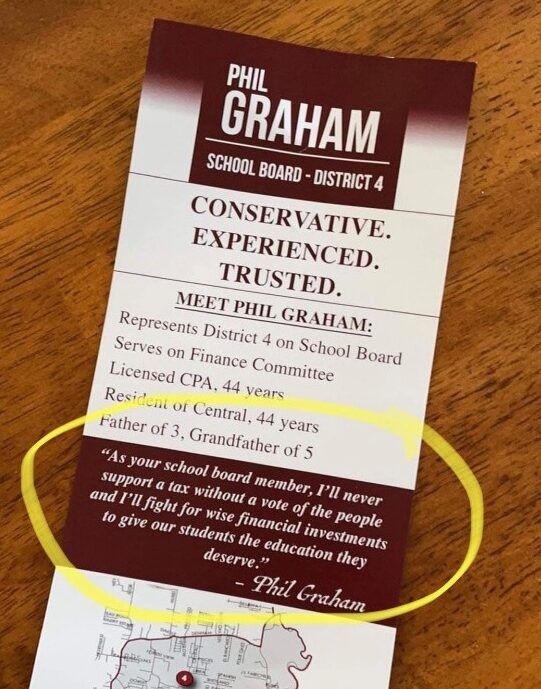 PHIL
GRAHAM
SCHOOL BOARD - DISTRICT 4
CONSERVATIVE.
EXPERIENCED.
TRUSTED.
MEET PHIL GRAHAM:
Represents District 4 on School Board
Serves on Finance Committee
Licensed CPA, 44 years
Resident of Central, 44 years
Father of 3, Grandfather of 5
“As your school board member, I’ll never
support a tax without a vote of the people
and I’ll fight for wise financial investments
to give our students the education they
deserve.”
– Phil Graham
4